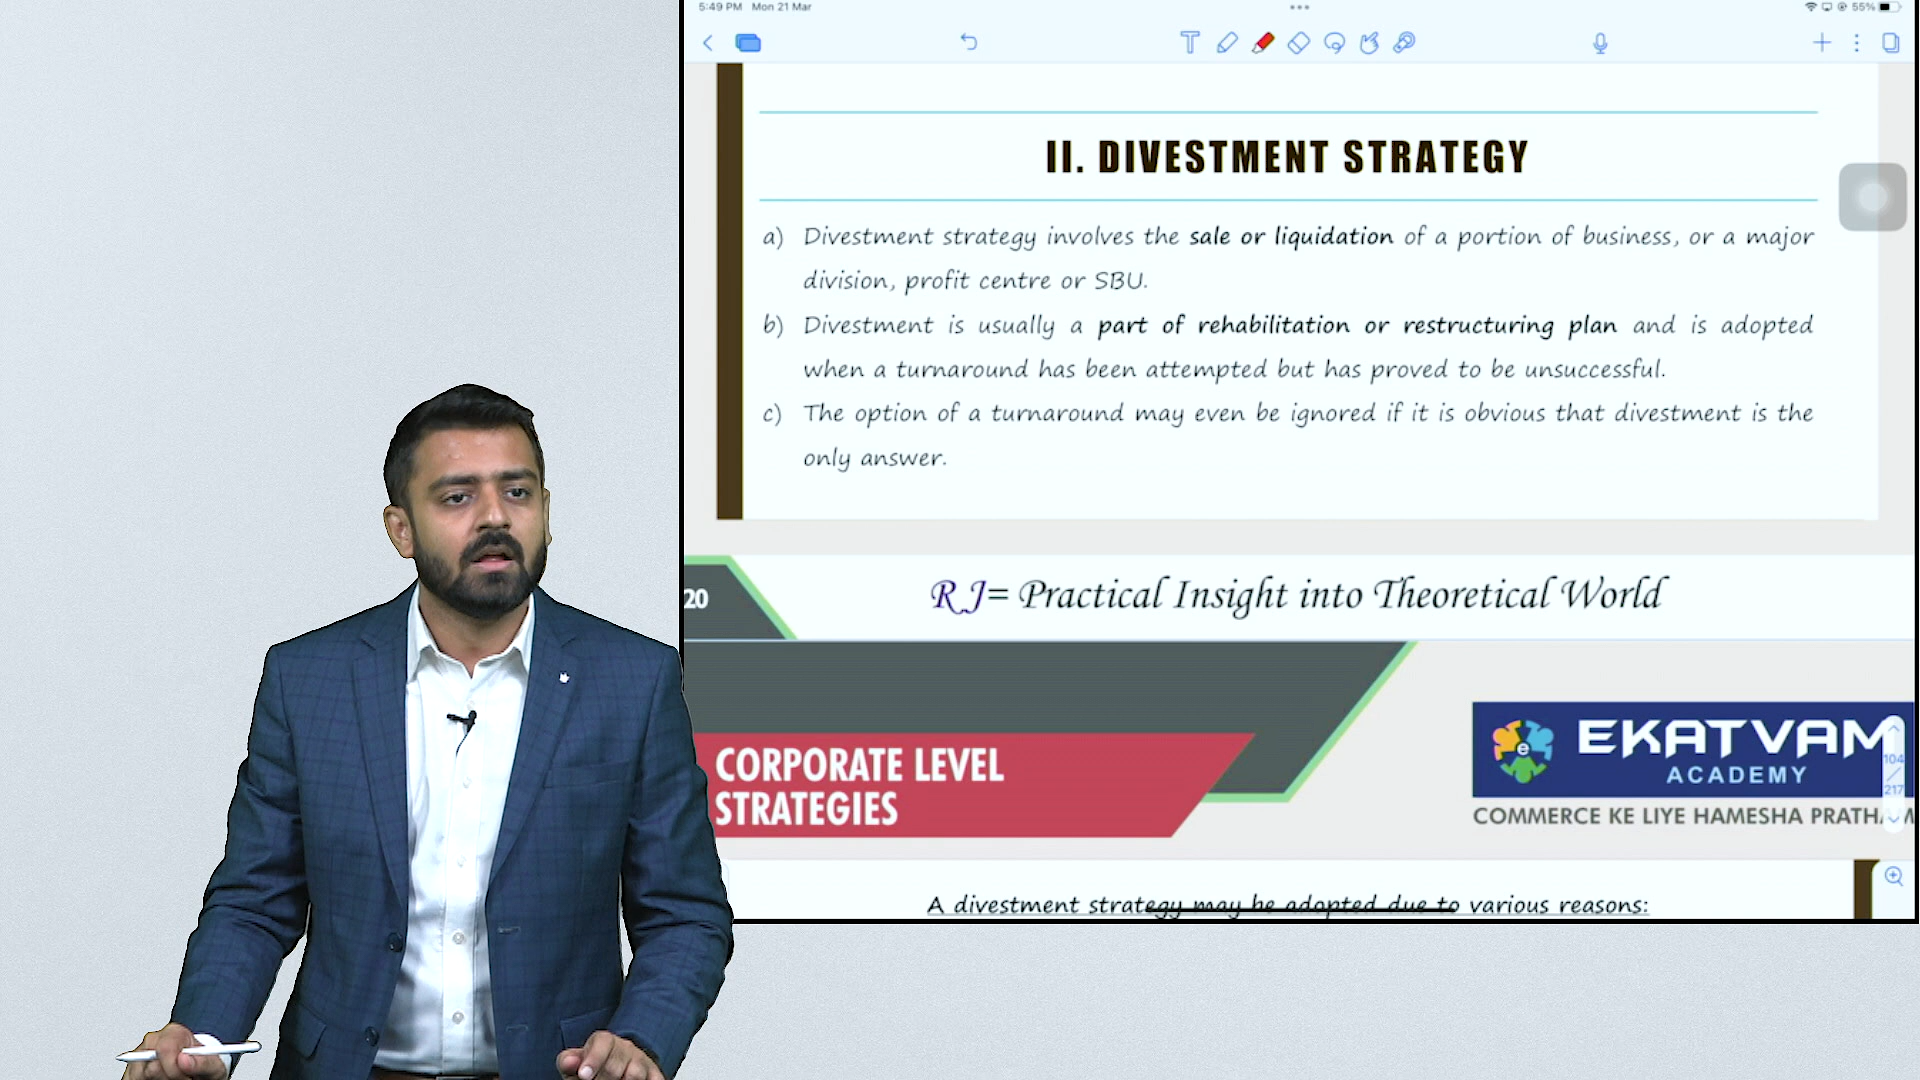 5:49 PM Mon 21 Mar
55%
II. DIVESTMENT STRATEGY
a) Divestment strategy involves the sale or liquidation of a portion of business, or a major
division, profit centre or SBU.
b) Divestment is usually a part of rehabilitation or restructuring plan and is adopted
when a turnaround has been attempted but has proved to be unsuccessful.
c) The option of a turnaround may even be ignored if it is obvious that divestment is the
only answer.
20
RJ= Practical Insight into Theoretical World
CORPORATE LEVEL
STRATEGIES
EKATVAM
ACADEMY
COMMERCE KE LIYE HAMESHA PRATHAM
104
/
217
A divestment strategy may be adopted due to various reasons: